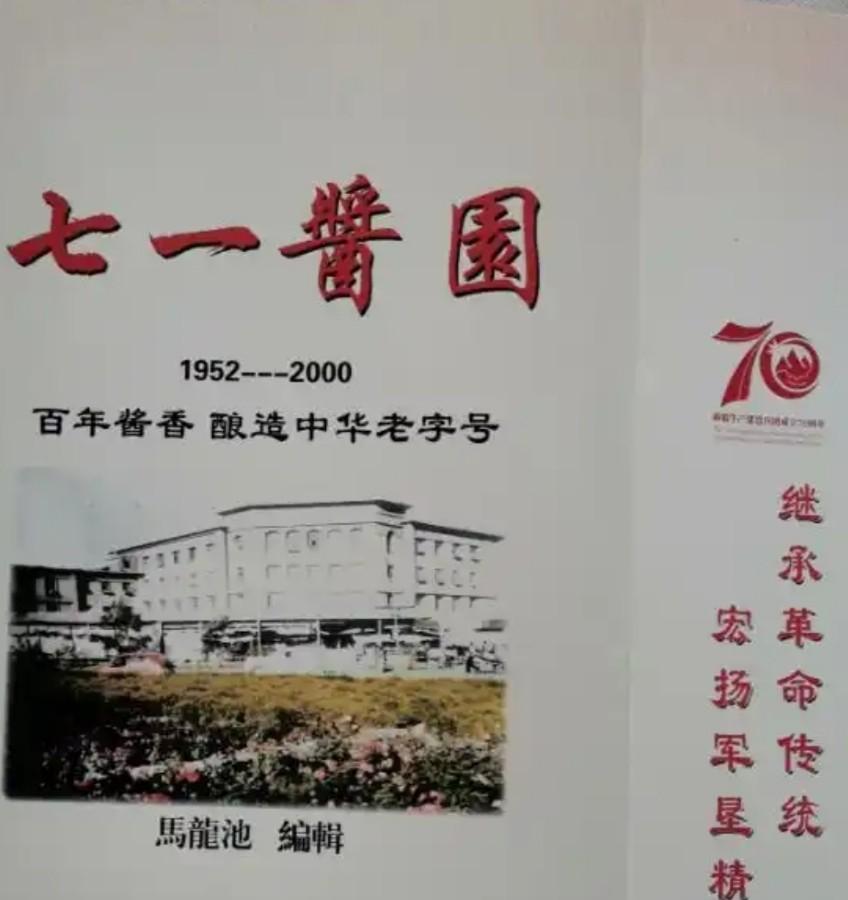 七一醬園
1952---2000
百年酱香 酿造中华老字号
馬龍池 編輯
70
继承革命传统
宏扬军垦精